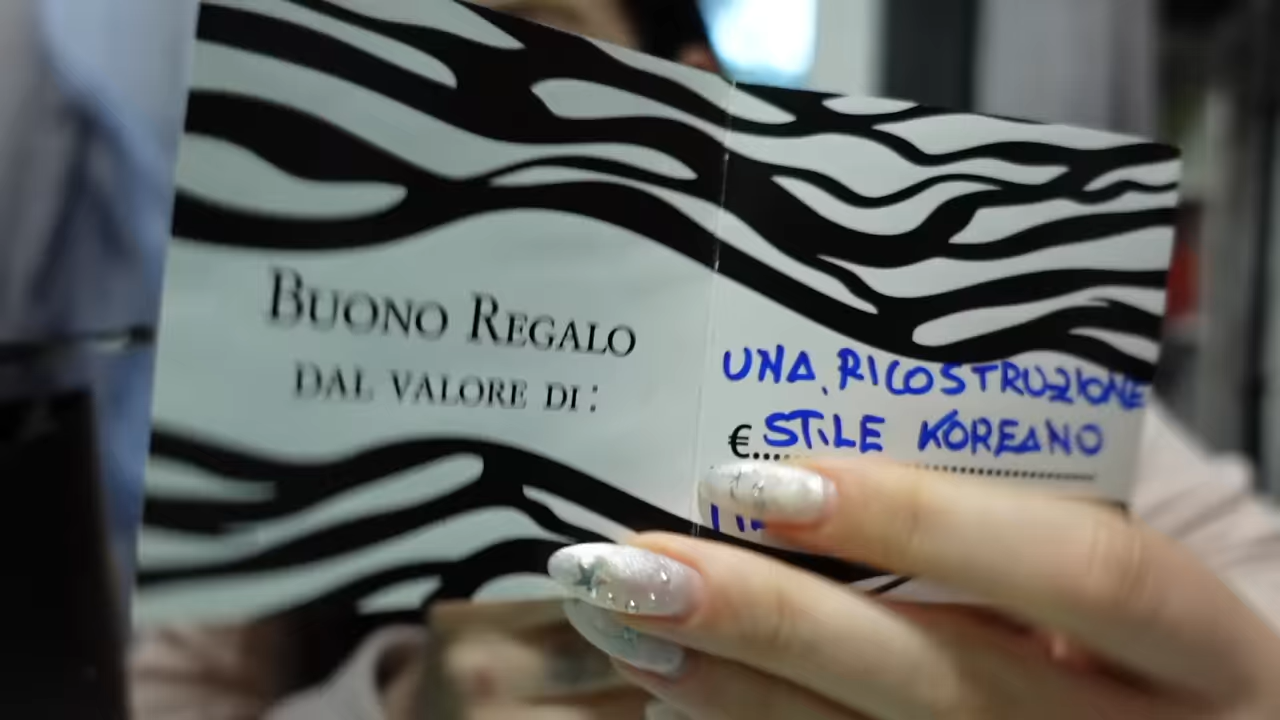 BUONO REGALO
DAL VALORE DI:
UNA RICOSTRUZIONE
€ STILE KOREANO